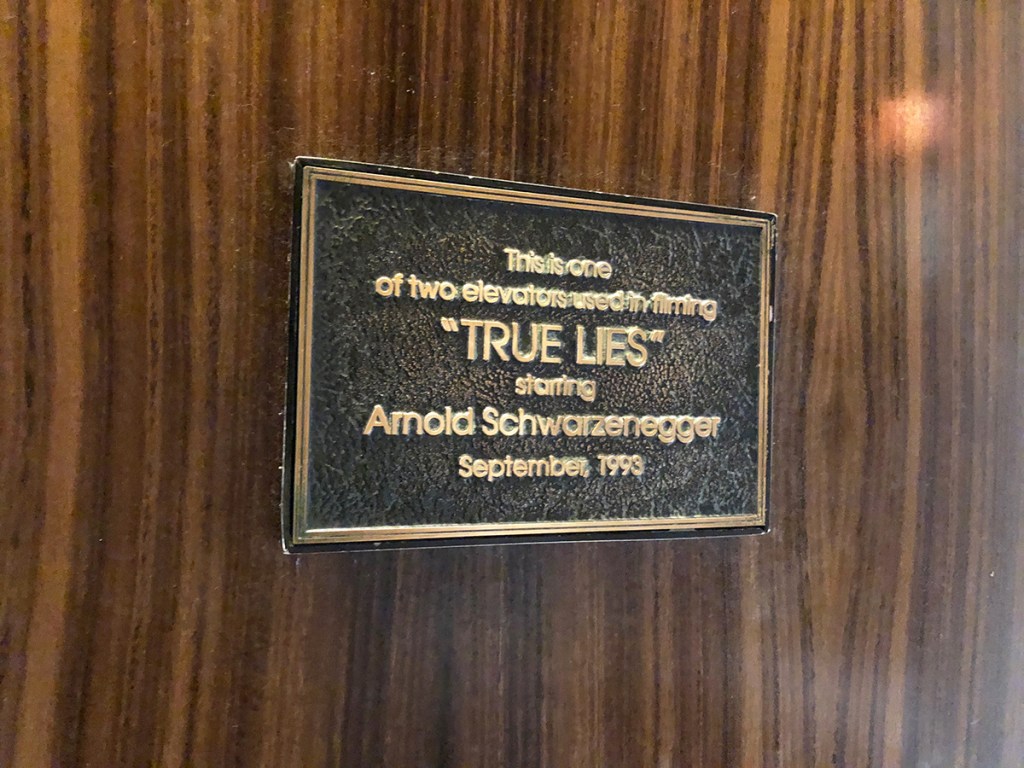 This is one
of two elevators used in filming
"TRUE LIES"
starring
Arnold Schwarzenegger
September, 1993